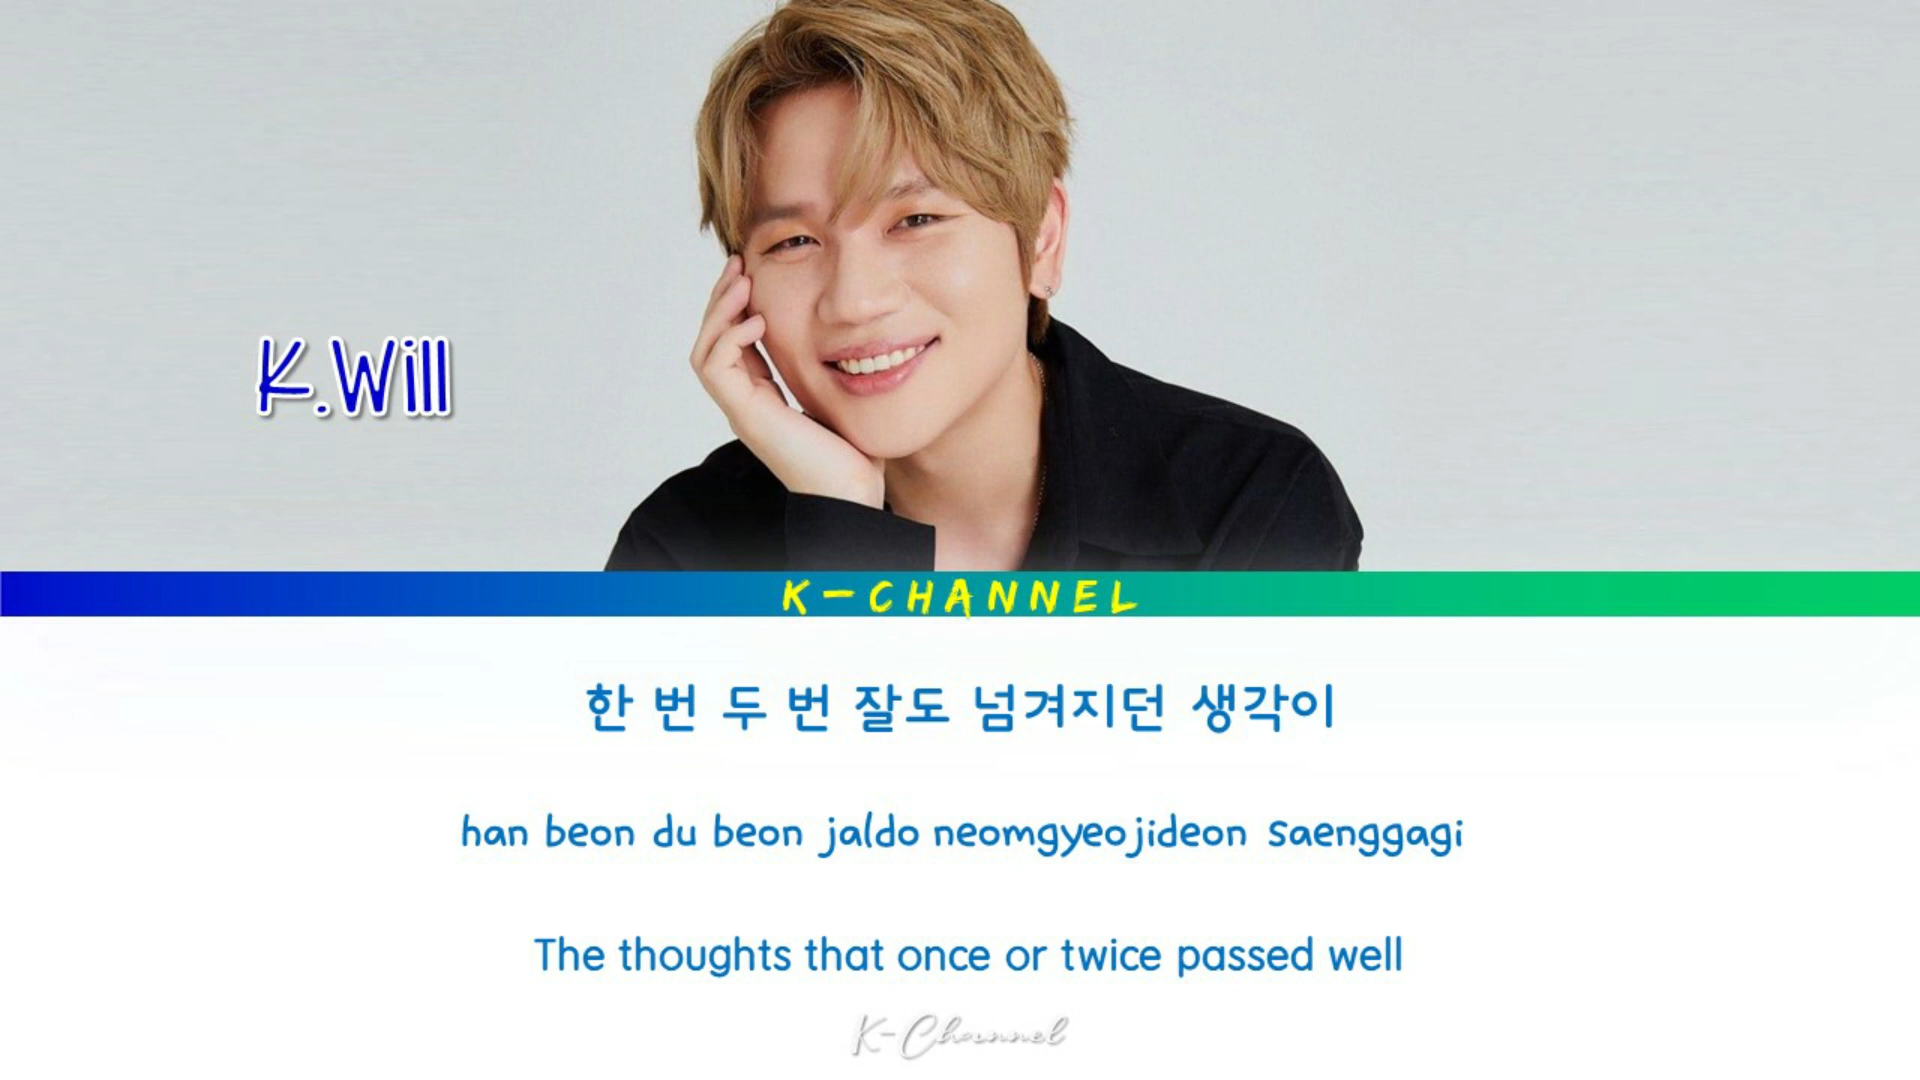 K.Will
K-CHANNEL
한 번 두 번 잘도 넘겨지던 생각이
han beon du beon jaldo neomgyeojideon saenggagi
The thoughts that once or twice passed well
K-Channel